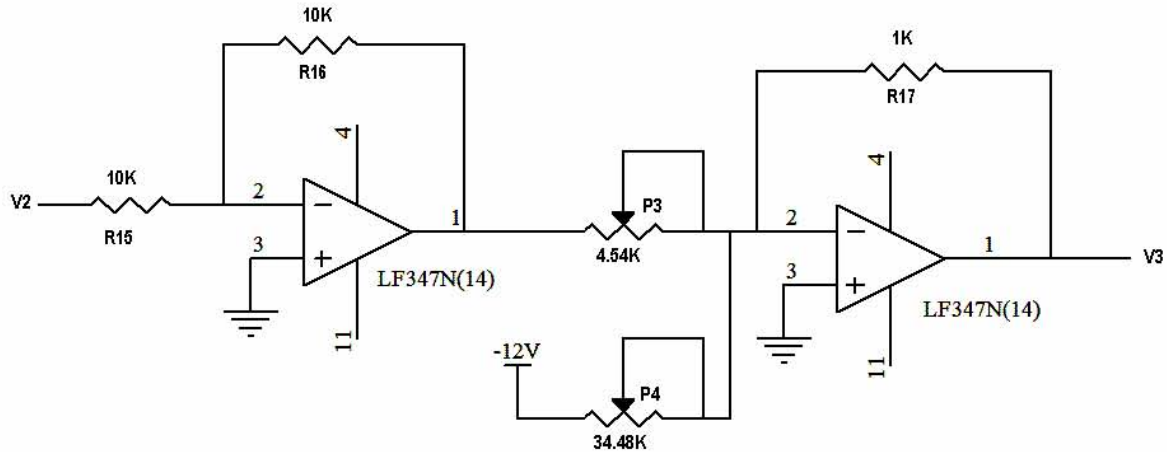 10K
R16
1K
R17
4
4
V2
10K
R15
2
−
3
+
1
LF347N(14)
11
P3
4.54K
2
−
3
+
1
V3
LF347N(14)
11
-12V
P4
34.48K